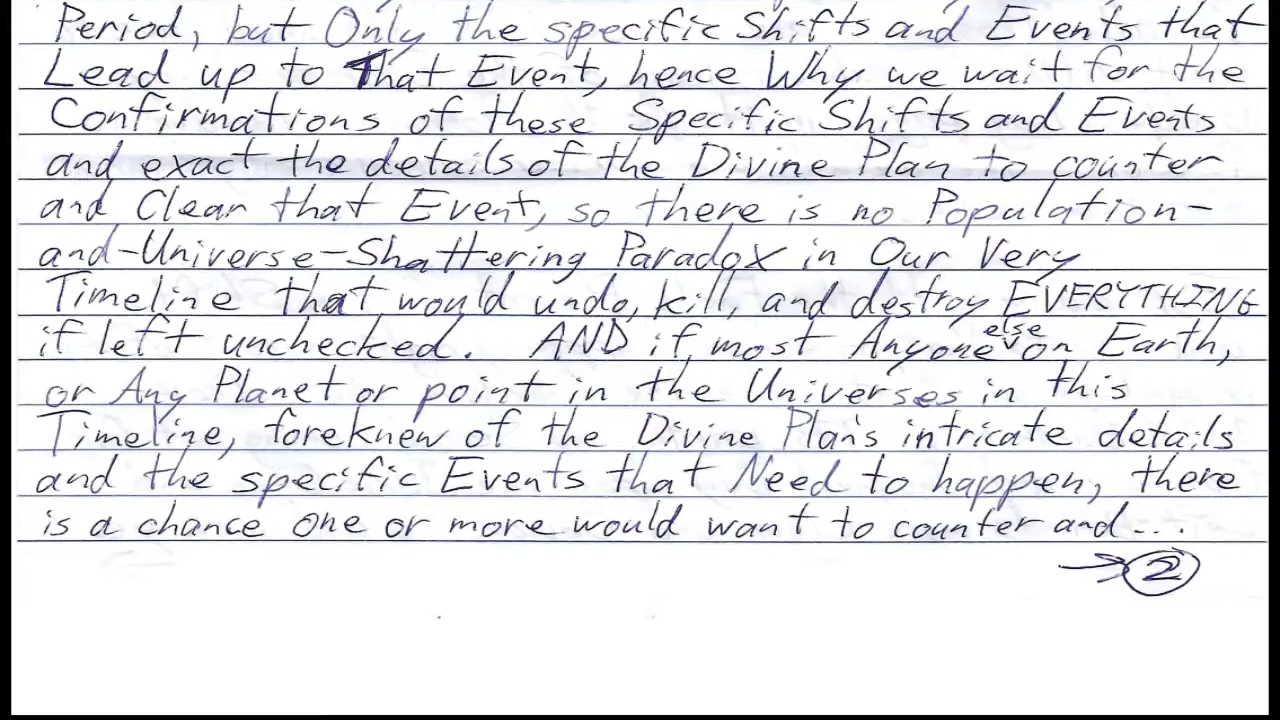 Period, but Only the specific Shifts and Events that
Lead up to That Event, hence Why we wait for the
Confirmations of these Specific Shifts and Events
and exact the details of the Divine Plan to counter
and Clear that Event, so there is no Population-
and-Universe-Shattering Paradox in Our Very
Timeline that would undo, kill, and destroy EVERYTHING
if left unchecked. AND if most Anyone else on Earth,
or Any Planet or point in the Universes in this
Timeline, foreknew of the Divine Plan's intricate details
and the specific Events that Need to happen, there
is a chance one or more would want to counter and...
→ 2